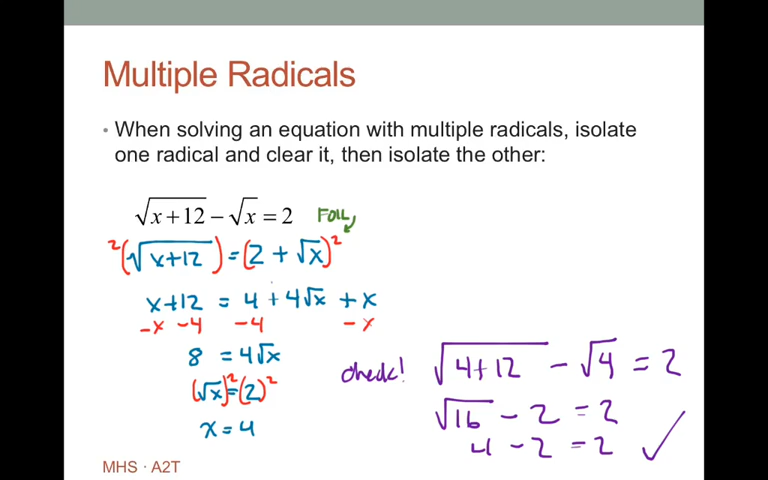 Multiple Radicals
• When solving an equation with multiple radicals, isolate
one radical and clear it, then isolate the other:
√(x+12) − √x = 2 FOIL
²(√(x+12)) = (2 + √x)²
x+12 = 4 + 4√x + x
-x -4 -4 -x
8 = 4√x
(√x)² = (2)²
x = 4
check! √(4+12) − √4 = 2
√16 − 2 = 2
4 − 2 = 2 ✓
MHS · A2T